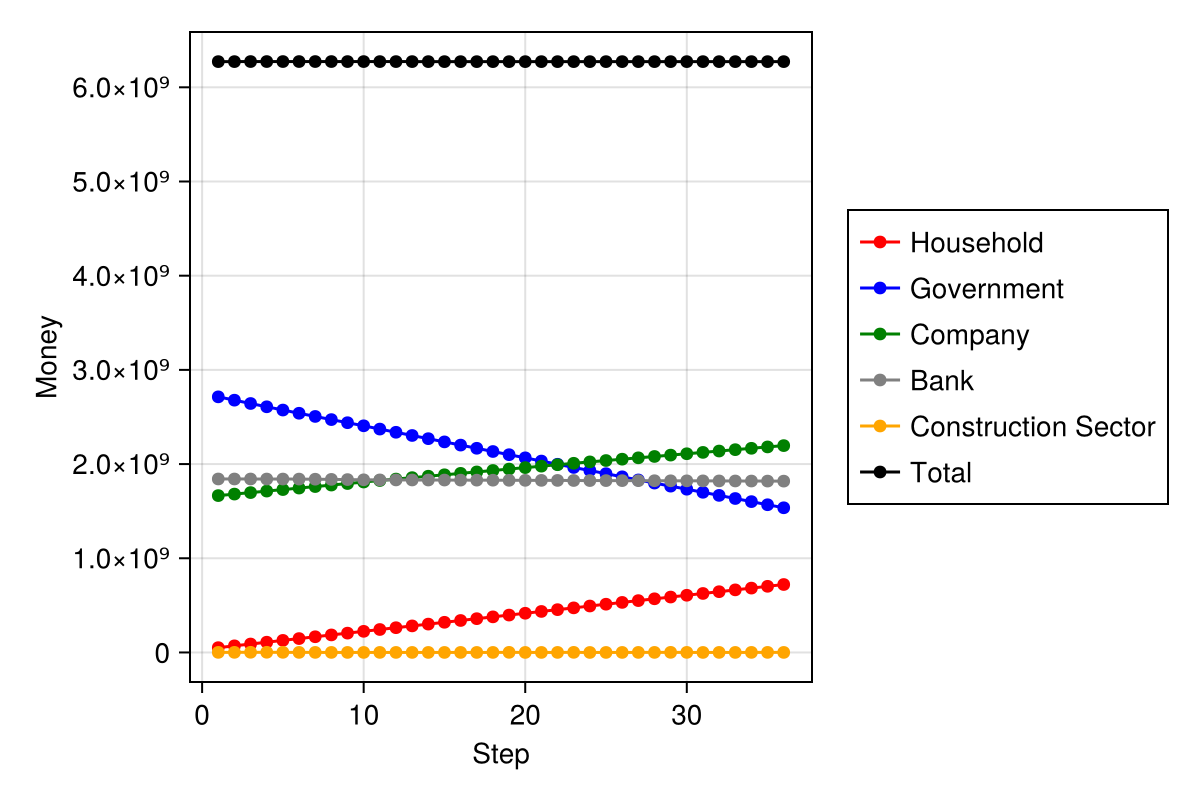 6.0×10⁹
5.0×10⁹
4.0×10⁹
3.0×10⁹
2.0×10⁹
1.0×10⁹
0
Money
0 10 20 30
Step
Household
Government
Company
Bank
Construction Sector
Total